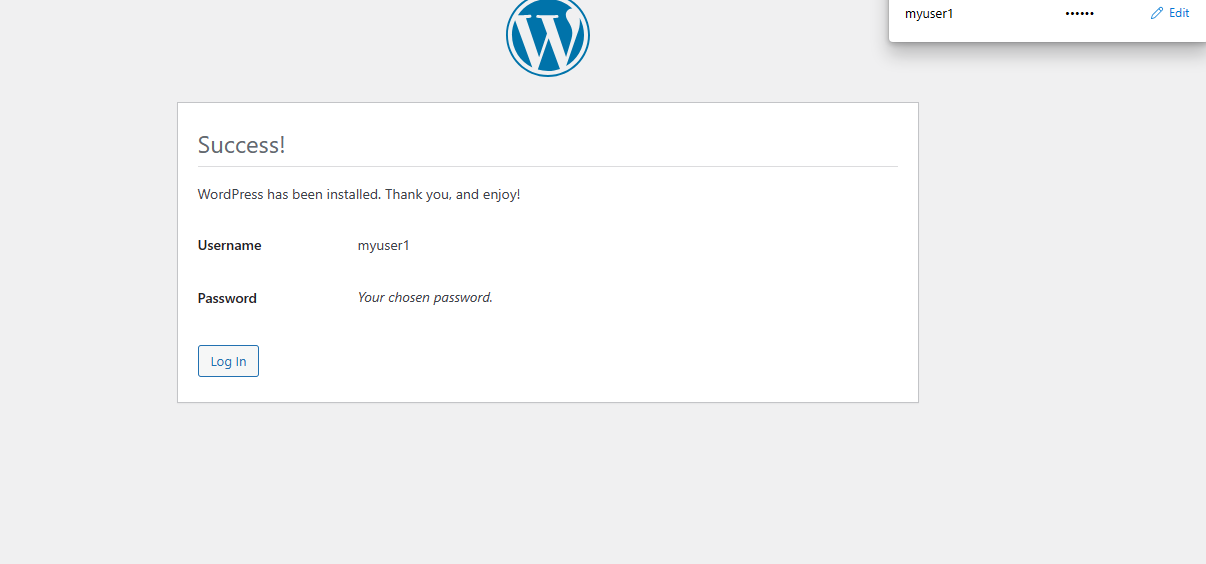 myuser1 •••••• Edit
Success!
WordPress has been installed. Thank you, and enjoy!
Username myuser1
Password Your chosen password.
Log In